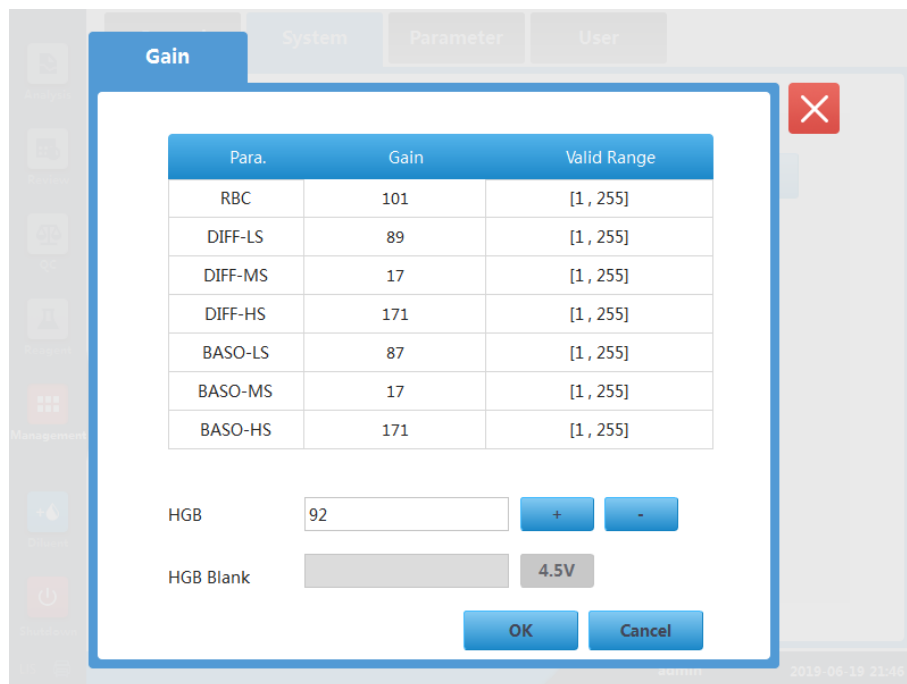 System Parameter User
Gain
Para. Gain Valid Range
RBC 101 [1 , 255]
DIFF-LS 89 [1 , 255]
DIFF-MS 17 [1 , 255]
DIFF-HS 171 [1 , 255]
BASO-LS 87 [1 , 255]
BASO-MS 17 [1 , 255]
BASO-HS 171 [1 , 255]
Management
HGB 92 + -
HGB Blank 4.5V
OK Cancel
admin 2019-06-19 21:46